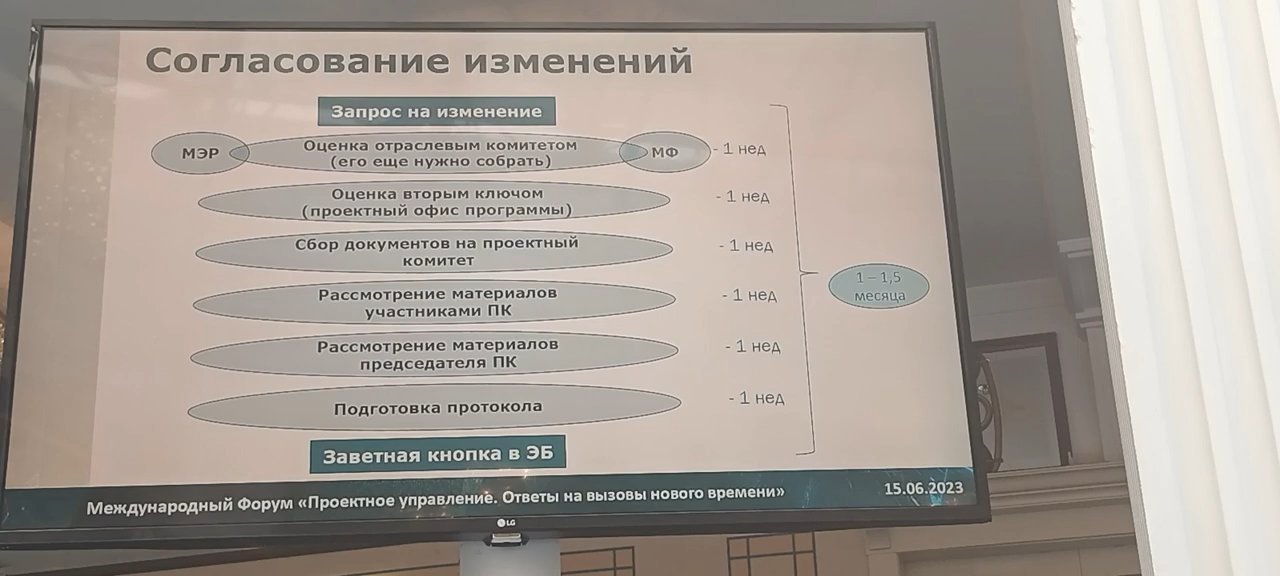 Согласование изменений
Запрос на изменение
МЭР
Оценка отраслевым комитетом
(его еще нужно собрать)
МФ
- 1 нед
Оценка вторым ключом
(проектный офис программы)
- 1 нед
Сбор документов на проектный
комитет
- 1 нед
Рассмотрение материалов
участниками ПК
- 1 нед
Рассмотрение материалов
председателя ПК
- 1 нед
Подготовка протокола
- 1 нед
1 – 1,5
месяца
Заветная кнопка в ЭБ
Международный Форум «Проектное управление. Ответы на вызовы нового времени»
15.06.2023
LG